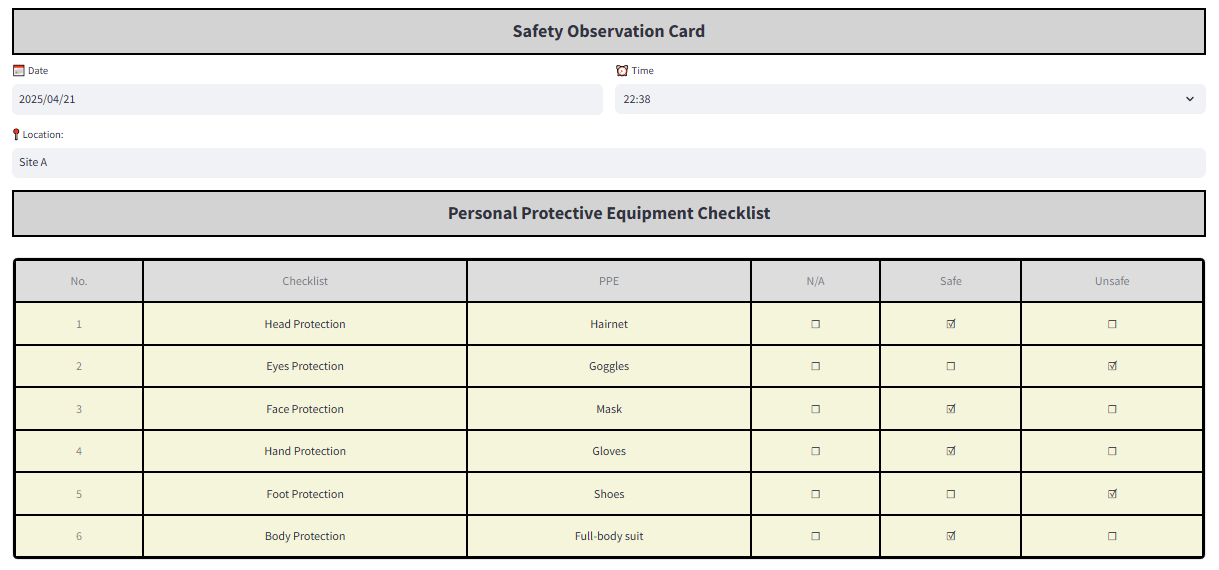 Safety Observation Card
📅 Date
⏰ Time
2025/04/21
22:38
📍 Location:
Site A
Personal Protective Equipment Checklist
No. Checklist PPE N/A Safe Unsafe
1 Head Protection Hairnet ☐ ☑ ☐
2 Eyes Protection Goggles ☐ ☐ ☑
3 Face Protection Mask ☐ ☑ ☐
4 Hand Protection Gloves ☐ ☑ ☐
5 Foot Protection Shoes ☐ ☐ ☑
6 Body Protection Full-body suit ☐ ☑ ☐